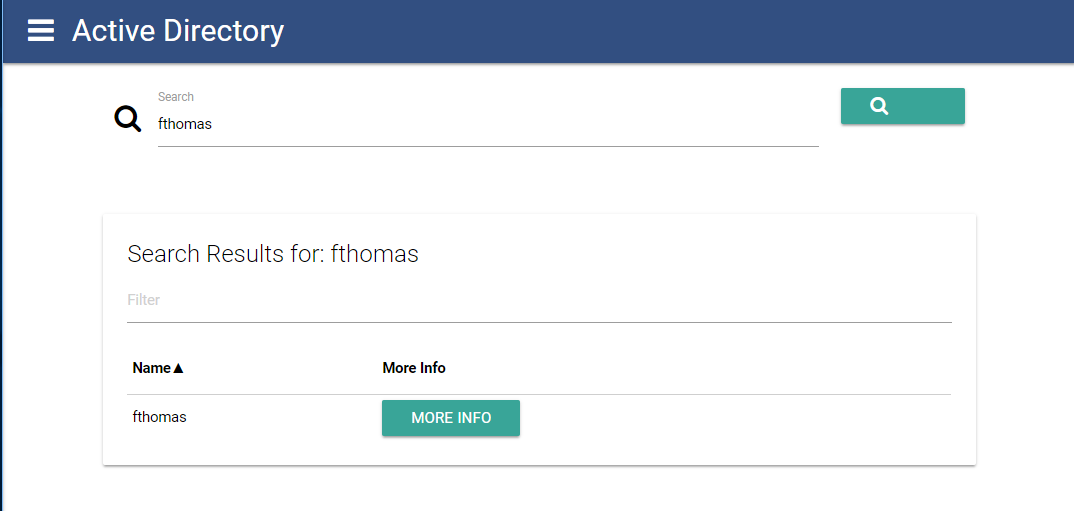 Active Directory
Search
fthomas
Search Results for: fthomas
Filter
Name▲ More Info
fthomas MORE INFO